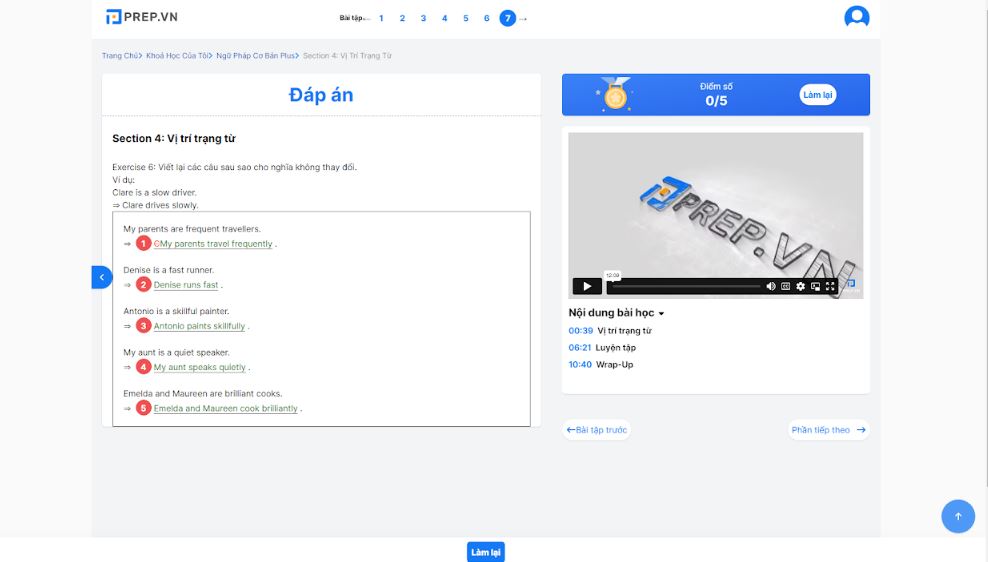 PREP.VN
Bài tập... 1 2 3 4 5 6 7 →
Trang Chủ> Khoá Học Của Tôi> Ngữ Pháp Cơ Bản Plus> Section 4: Vị Trí Trạng Từ
Đáp án
Section 4: Vị trí trạng từ
Exercise 6: Viết lại các câu sau sao cho nghĩa không thay đổi.
Ví dụ:
Clare is a slow driver.
⇒ Clare drives slowly.
My parents are frequent travellers.
⇒ 1 My parents travel frequently .
Denise is a fast runner.
⇒ 2 Denise runs fast .
Antonio is a skillful painter.
⇒ 3 Antonio paints skillfully .
My aunt is a quiet speaker.
⇒ 4 My aunt speaks quietly .
Emelda and Maureen are brilliant cooks.
⇒ 5 Emelda and Maureen cook brilliantly .
Điểm số
0/5
Làm lại
PREP.VN
12:09
Nội dung bài học
00:39 Vị trí trạng từ
06:21 Luyện tập
10:40 Wrap-Up
←Bài tập trước
Phần tiếp theo →
Làm lại